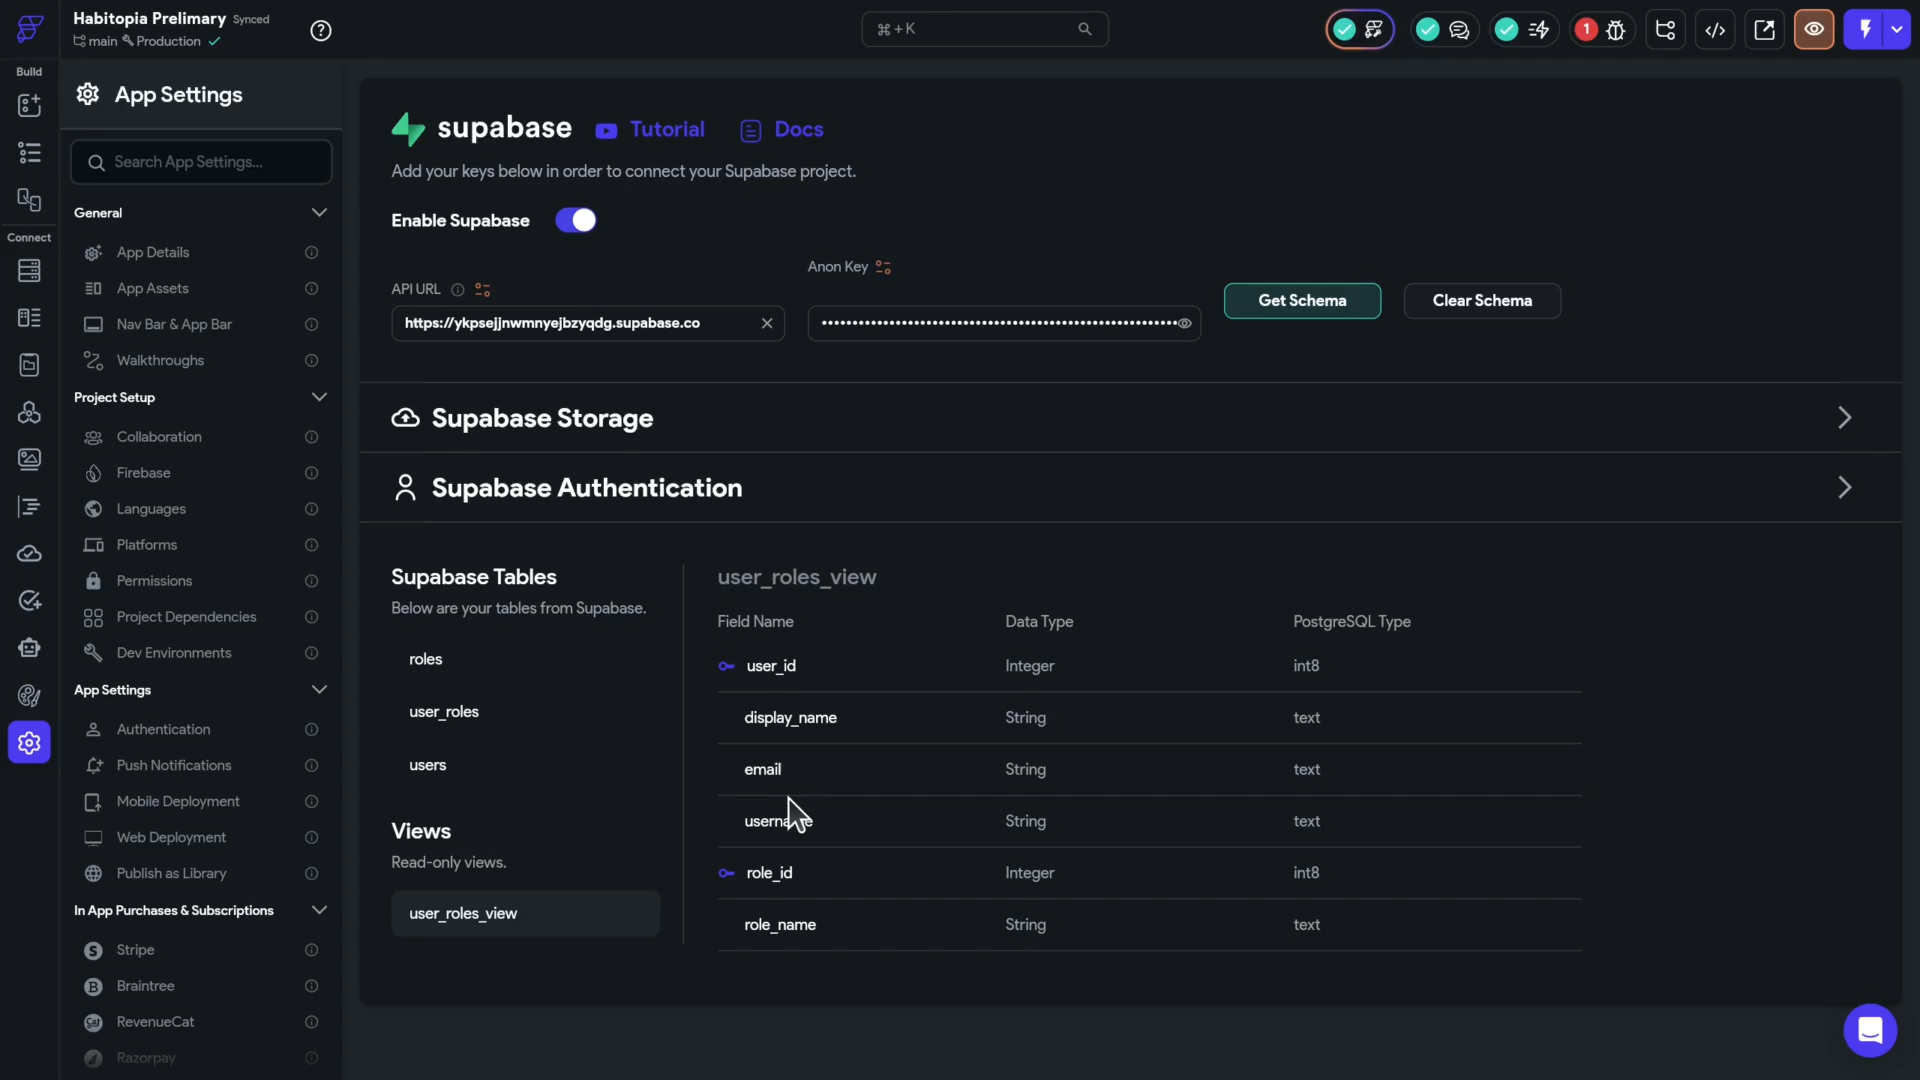 Habitopia Prelimary Synced
main Production
⌘+K
1
Build
Connect
App Settings
Search App Settings...
General
App Details
App Assets
Nav Bar & App Bar
Walkthroughs
Project Setup
Collaboration
Firebase
Languages
Platforms
Permissions
Project Dependencies
Dev Environments
App Settings
Authentication
Push Notifications
Mobile Deployment
Web Deployment
Publish as Library
In App Purchases & Subscriptions
Stripe
Braintree
RevenueCat
Razorpay
supabase Tutorial Docs
Add your keys below in order to connect your Supabase project.
Enable Supabase
API URL
https://ykpsejjnwmnyejbzyqdg.supabase.co
Anon Key
Get Schema
Clear Schema
Supabase Storage
Supabase Authentication
Supabase Tables
Below are your tables from Supabase.
roles
user_roles
users
Views
Read-only views.
user_roles_view
user_roles_view
Field Name Data Type PostgreSQL Type
user_id Integer int8
display_name String text
email String text
username String text
role_id Integer int8
role_name String text